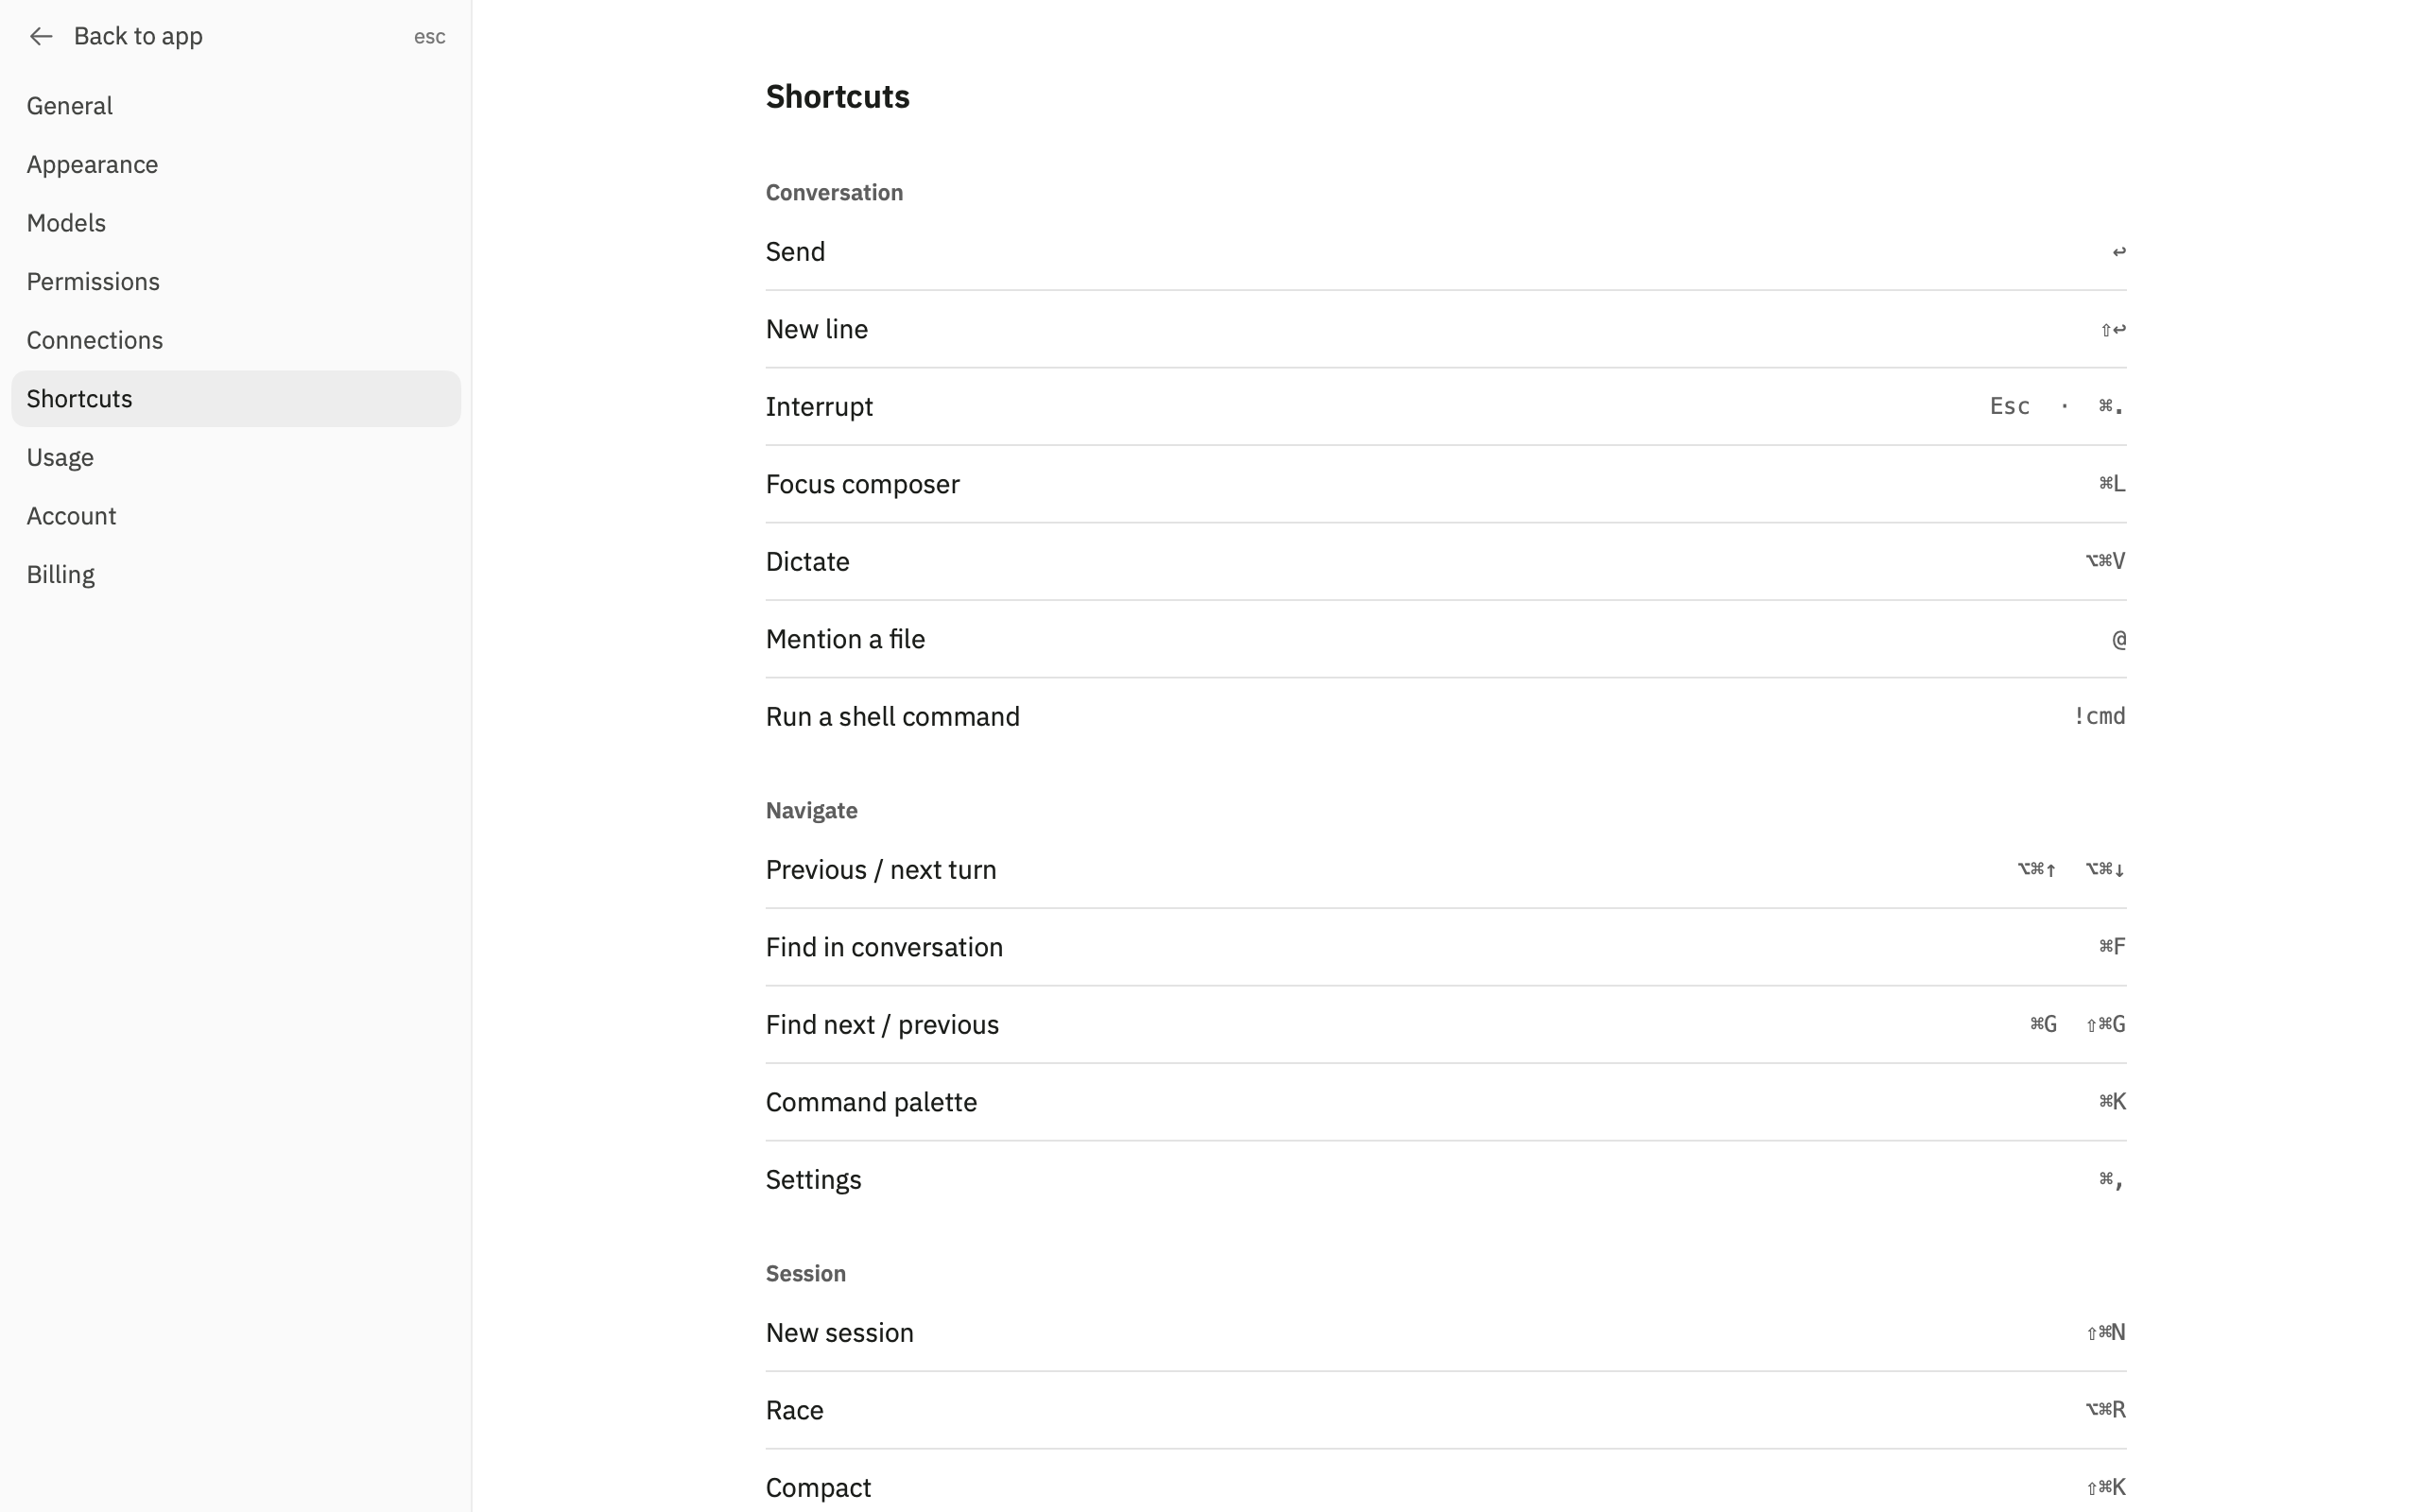 Back to app esc
General
Appearance
Models
Permissions
Connections
Shortcuts
Usage
Account
Billing
Shortcuts
Conversation
Send ↩
New line ⇧↩
Interrupt Esc · ⌘.
Focus composer ⌘L
Dictate ⌥⌘V
Mention a file @
Run a shell command !cmd
Navigate
Previous / next turn ⌥⌘↑ ⌥⌘↓
Find in conversation ⌘F
Find next / previous ⌘G ⇧⌘G
Command palette ⌘K
Settings ⌘,
Session
New session ⇧⌘N
Race ⌥⌘R
Compact ⇧⌘K